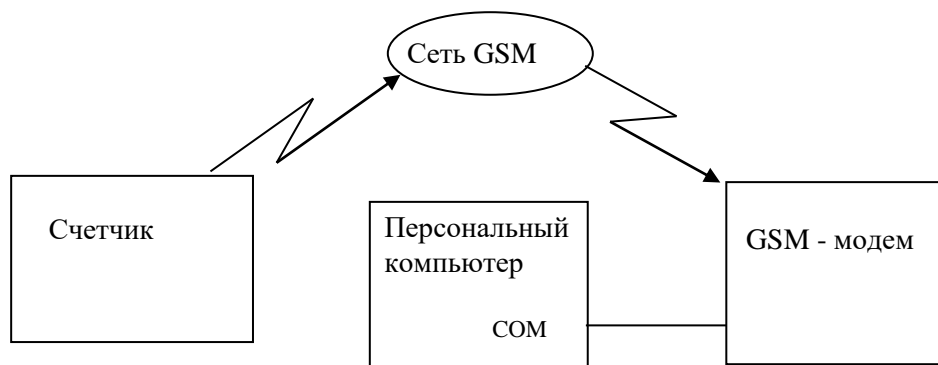 Сеть GSM
Счетчик
Персональный
компьютер
COM
GSM - модем